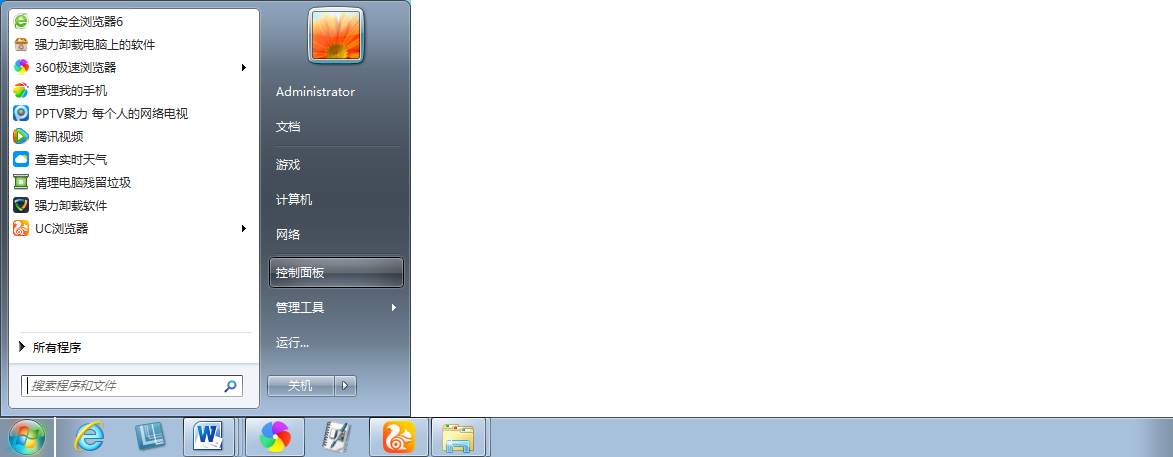 360安全浏览器6
强力卸载电脑上的软件
360极速浏览器
管理我的手机
PPTV聚力 每个人的网络电视
腾讯视频
查看实时天气
清理电脑残留垃圾
强力卸载软件
UC浏览器
所有程序
搜索程序和文件
Administrator
文档
游戏
计算机
网络
控制面板
管理工具
运行...
关机